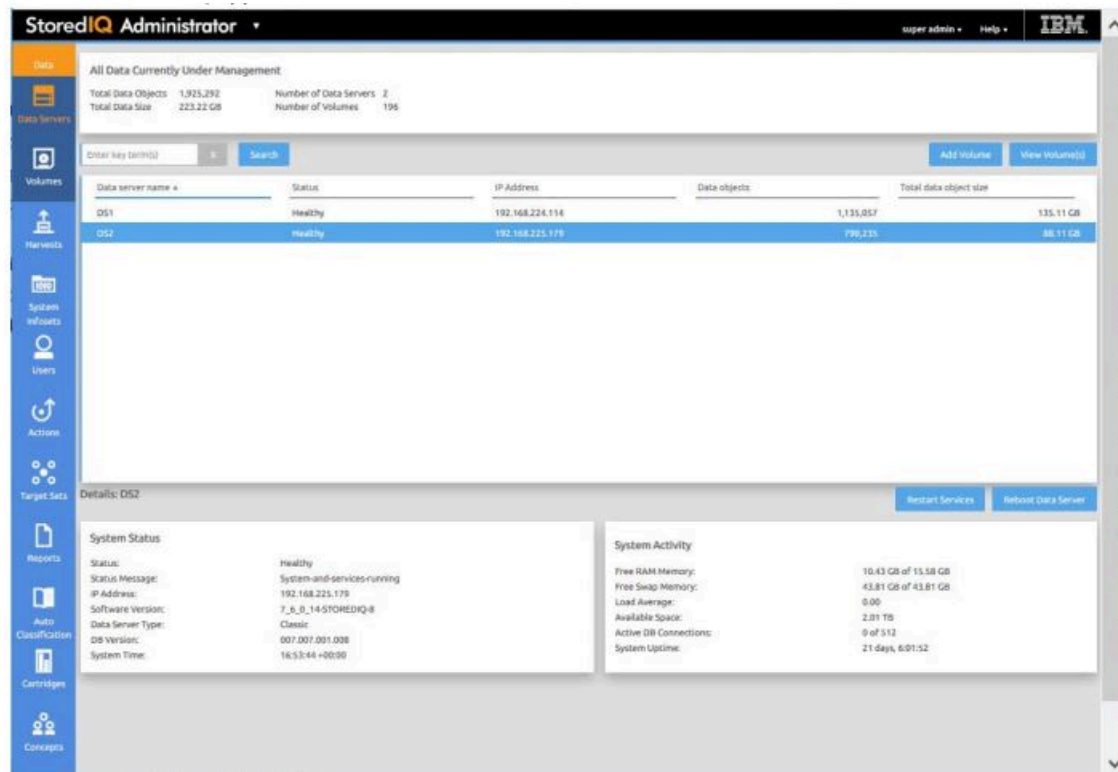 StoredIQ Administrator
super admin Help IBM.
Data
Data Servers
Volumes
Harvests
System Infosets
Users
Actions
Target Sets
Reports
Auto Classification
Cartridges
Concepts
All Data Currently Under Management
Total Data Objects 1,925,292 Number of Data Servers 2
Total Data Size 223.22 GB Number of Volumes 196
Enter key term(s) X Search Add Volume View Volume(s)
Data server name Status IP Address Data objects Total data object size
DS1 Healthy 192.168.224.114 1,135,057 135.11 GB
DS2 Healthy 192.168.225.179 790,235 88.11 GB
Details: DS2 Restart Services Reboot Data Server
System Status
Status: Healthy
Status Message: System-and-services-running
IP Address: 192.168.225.179
Software Version: 7_6_0_14-STOREDIQ-8
Data Server Type: Classic
DB Version: 007.007.001.008
System Time: 16:53:44 +00:00
System Activity
Free RAM Memory: 10.43 GB of 15.58 GB
Free Swap Memory: 43.81 GB of 43.81 GB
Load Average: 0.00
Available Space: 2.01 TB
Active DB Connections: 0 of 512
System Uptime: 21 days, 6:01:52